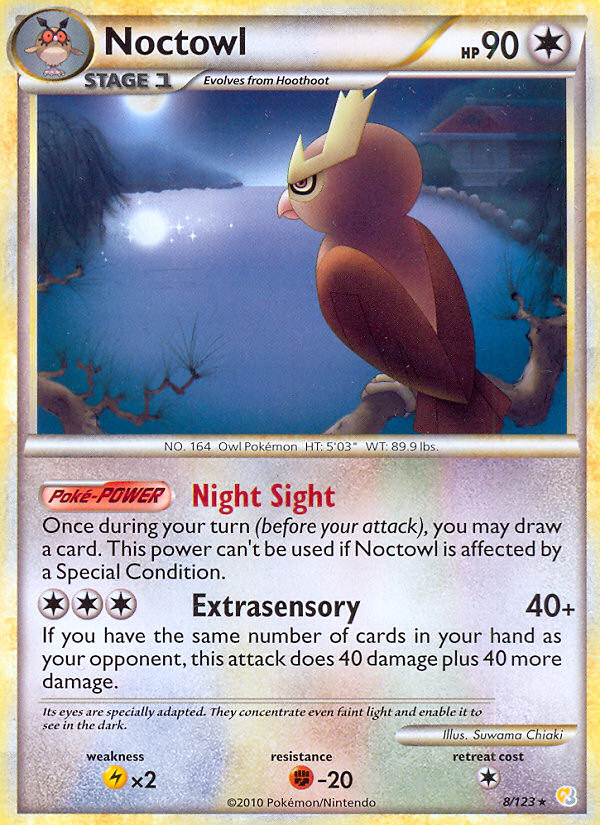 Noctowl
HP 90
STAGE 1
Evolves from Hoothoot
NO. 164 Owl Pokémon HT: 5'03" WT: 89.9 lbs.
Poké-POWER Night Sight
Once during your turn (before your attack), you may draw
a card. This power can't be used if Noctowl is affected by
a Special Condition.
Extrasensory 40+
If you have the same number of cards in your hand as
your opponent, this attack does 40 damage plus 40 more
damage.
Its eyes are specially adapted. They concentrate even faint light and enable it to
see in the dark.
Illus. Suwama Chiaki
weakness resistance retreat cost
×2 -20
©2010 Pokémon/Nintendo 8/123 ★